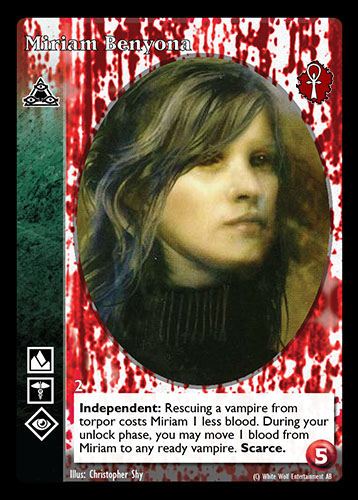 Miriam Benyona
2
Independent: Rescuing a vampire from
torpor costs Miriam 1 less blood. During your
unlock phase, you may move 1 blood from
Miriam to any ready vampire. Scarce.
5
Illus: Christopher Shy
(C) White Wolf Entertainment AB